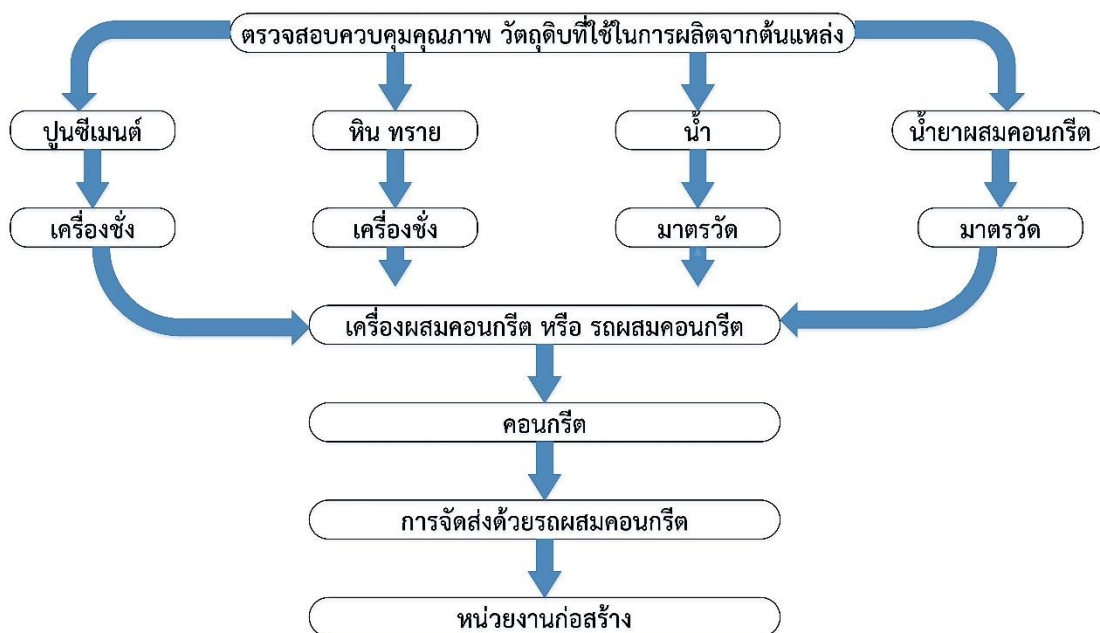 ตรวจสอบควบคุมคุณภาพ วัตถุดิบที่ใช้ในการผลิตจากต้นแหล่ง
ปูนซีเมนต์
หิน ทราย
น้ำ
น้ำยาผสมคอนกรีต
เครื่องชั่ง
เครื่องชั่ง
มาตรวัด
มาตรวัด
เครื่องผสมคอนกรีต หรือ รถผสมคอนกรีต
คอนกรีต
การจัดส่งด้วยรถผสมคอนกรีต
หน่วยงานก่อสร้าง